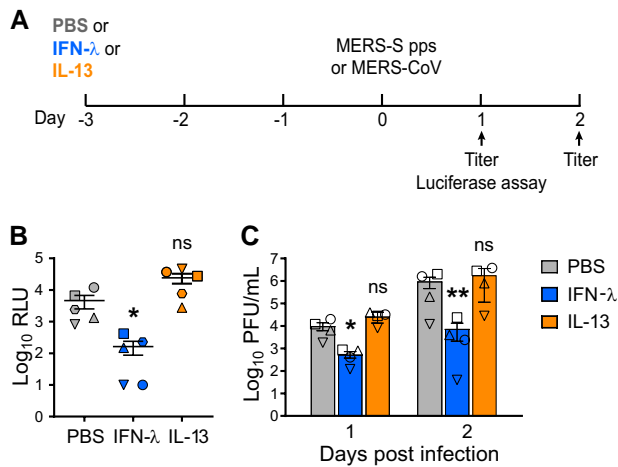 A
PBS or
IFN-λ or
IL-13
MERS-S pps
or MERS-CoV
Day
-3 -2 -1 0 1 2
Titer Titer
Luciferase assay
B
Log10 RLU
5
4
3
2
1
0
*
ns
PBS IFN-λ IL-13
C
Log10 PFU/mL
7
6
5
4
3
2
1
0
* ns
** ns
1 2
Days post infection
PBS
IFN-λ
IL-13